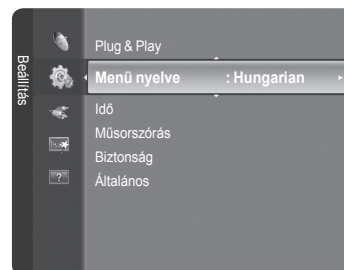 Beállítás
Plug & Play
Menü nyelve : Hungarian
Idő
Műsorszórás
Biztonság
Általános
?